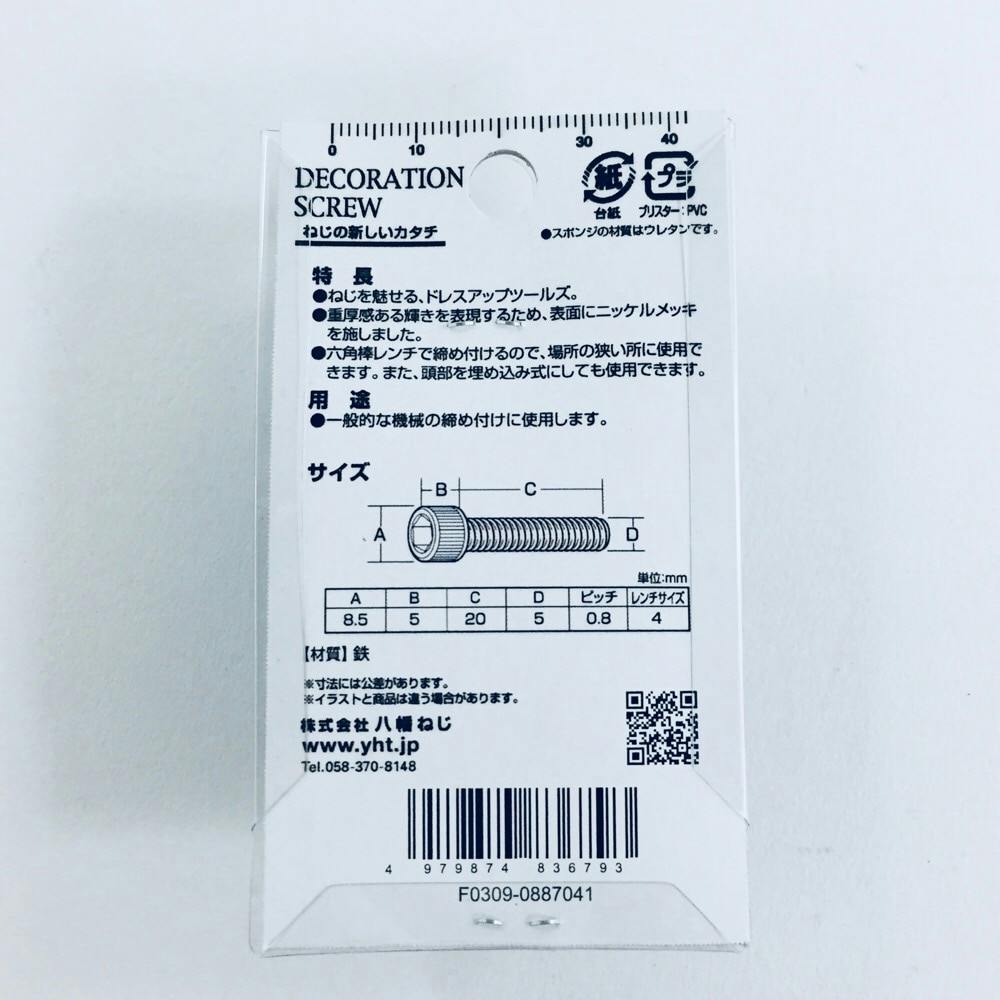 0 10 30 40
DECORATION
SCREW
ねじの新しいカタチ
紙 プラ
台紙 ブリスター:PVC
●スポンジの材質はウレタンです。
特 長
●ねじを魅せる、ドレスアップツールズ。
●重厚感ある輝きを表現するため、表面にニッケルメッキ
を施しました。
●六角棒レンチで締め付けるので、場所の狭い所に使用で
きます。また、頭部を埋め込み式にしても使用できます。
用 途
●一般的な機械の締め付けに使用します。
サイズ
B C
A D
単位:mm
A B C D ピッチ レンチサイズ
8.5 5 20 5 0.8 4
【材質】鉄
※寸法には公差があります。
※イラストと商品は違う場合があります。
株式会社 八幡ねじ
www.yht.jp
Tel.058-370-8148
4 979874 836793
F0309-0887041